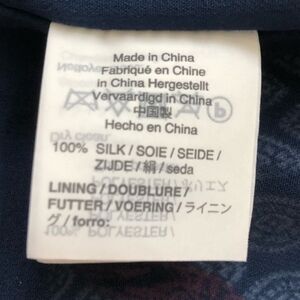 Made in China
Fabriqué en Chine
in China Hergestellt
Vervaardigd in China
中国製
Hecho en China
100% SILK / SOIE / SEIDE /
ZIJDE / 絹 / seda
LINING / DOUBLURE /
FUTTER / VOERING / ライニン
グ / forro: